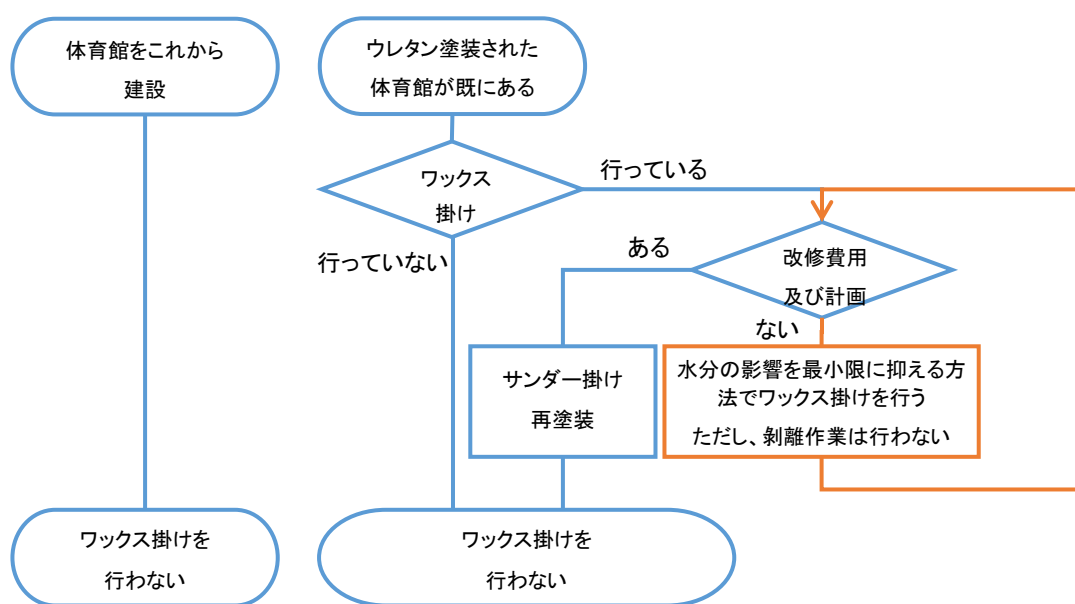 体育館をこれから
建設
ウレタン塗装された
体育館が既にある
ワックス
掛け
行っている
行っていない
ある
改修費用
及び計画
ない
サンダー掛け
再塗装
水分の影響を最小限に抑える方
法でワックス掛けを行う
ただし、剝離作業は行わない
ワックス掛けを
行わない
ワックス掛けを
行わない